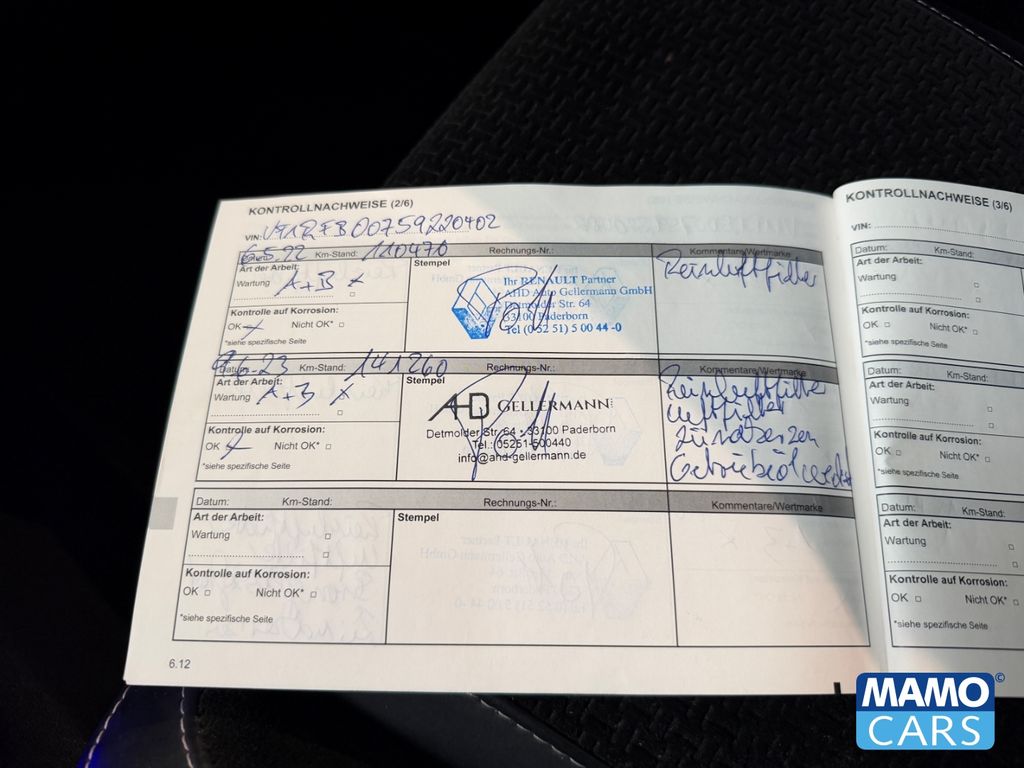 KONTROLLNACHWEISE (2/6)
VIN: VF1RFB00759220402
6.5.22 Km-Stand: 110470 Rechnungs-Nr.: Kommentare/Wertmarke
Art der Arbeit: Stempel
Wartung A+B x
Reinluftfilter
Ihr RENAULT Partner
AHD Auto Gellermann GmbH
Detmolder Str. 64
33100 Paderborn
Tel (052 51) 5 00 44 -0
Kontrolle auf Korrosion:
OK Nicht OK*
*siehe spezifische Seite
Datum: 23 Km-Stand: 141260 Rechnungs-Nr.: Kommentare/Wertmarke
Art der Arbeit: Stempel
Wartung A+B x
AHD GELLERMANN
Detmolder Str. 64 • 33100 Paderborn
Tel.: 05251-500440
info@ahd-gellermann.de
Reinluftfilter
Luftfilter
Zündkerzen
Kontrolle auf Korrosion:
OK Nicht OK*
*siehe spezifische Seite
Datum: Km-Stand: Rechnungs-Nr.: Kommentare/Wertmarke
Art der Arbeit: Stempel
Wartung
Kontrolle auf Korrosion:
OK Nicht OK*
*siehe spezifische Seite
6.12
KONTROLLNACHWEISE (3/6)
VIN:
Datum: Km-Stand:
Art der Arbeit:
Wartung
Kontrolle auf Korrosion:
OK Nicht OK*
*siehe spezifische Seite
Datum: Km-Stand:
Art der Arbeit:
Wartung
Kontrolle auf Korrosion:
OK Nicht OK*
*siehe spezifische Seite
Datum: Km-Stand:
Art der Arbeit:
Wartung
Kontrolle auf Korrosion:
OK Nicht OK*
*siehe spezifische Seite
MAMO ©
CARS